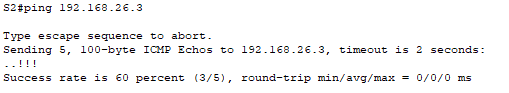 S2#ping 192.168.26.3
Type escape sequence to abort.
Sending 5, 100-byte ICMP Echos to 192.168.26.3, timeout is 2 seconds:
..!!!
Success rate is 60 percent (3/5), round-trip min/avg/max = 0/0/0 ms